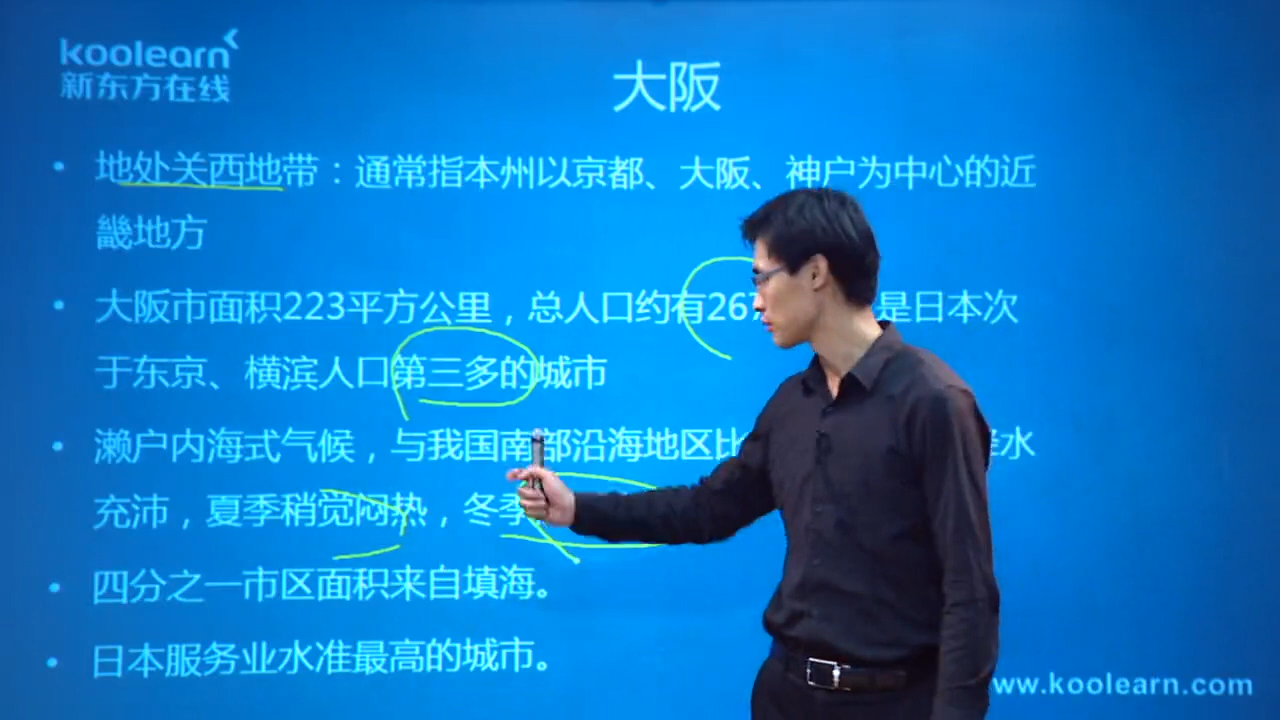 koolearn
新东方在线
大阪
• 地处关西地带：通常指本州以京都、大阪、神户为中心的近
畿地方
• 大阪市面积223平方公里，总人口约有267 是日本次
于东京、横滨人口第三多的城市
• 濑户内海式气候，与我国南部沿海地区比 降水
充沛，夏季稍觉闷热，冬季
• 四分之一市区面积来自填海。
• 日本服务业水准最高的城市。
www.koolearn.com